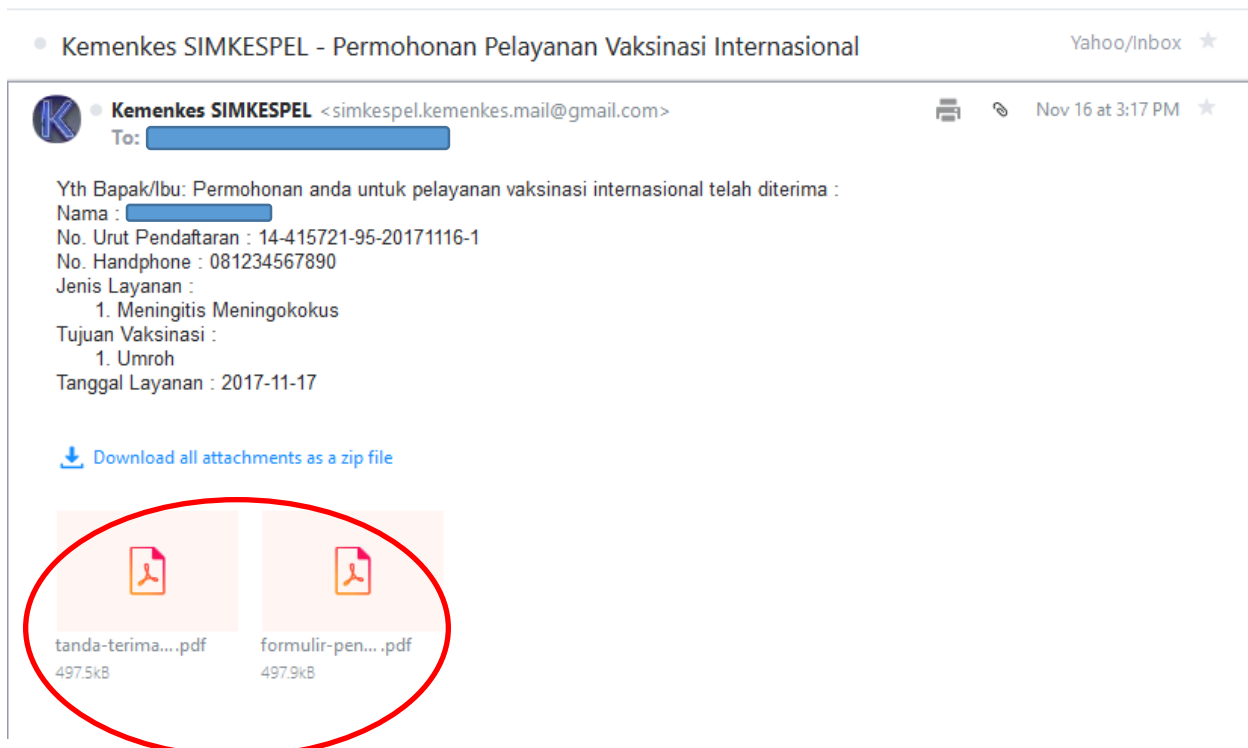 Kemenkes SIMKESPEL - Permohonan Pelayanan Vaksinasi Internasional
Yahoo/Inbox
K
Kemenkes SIMKESPEL <simkespel.kemenkes.mail@gmail.com>
Nov 16 at 3:17 PM
To:
Yth Bapak/Ibu: Permohonan anda untuk pelayanan vaksinasi internasional telah diterima :
Nama :
No. Urut Pendaftaran : 14-415721-95-20171116-1
No. Handphone : 081234567890
Jenis Layanan :
1. Meningitis Meningokokus
Tujuan Vaksinasi :
1. Umroh
Tanggal Layanan : 2017-11-17
Download all attachments as a zip file
tanda-terima....pdf
formulir-pen... .pdf
497.5kB
497.9kB